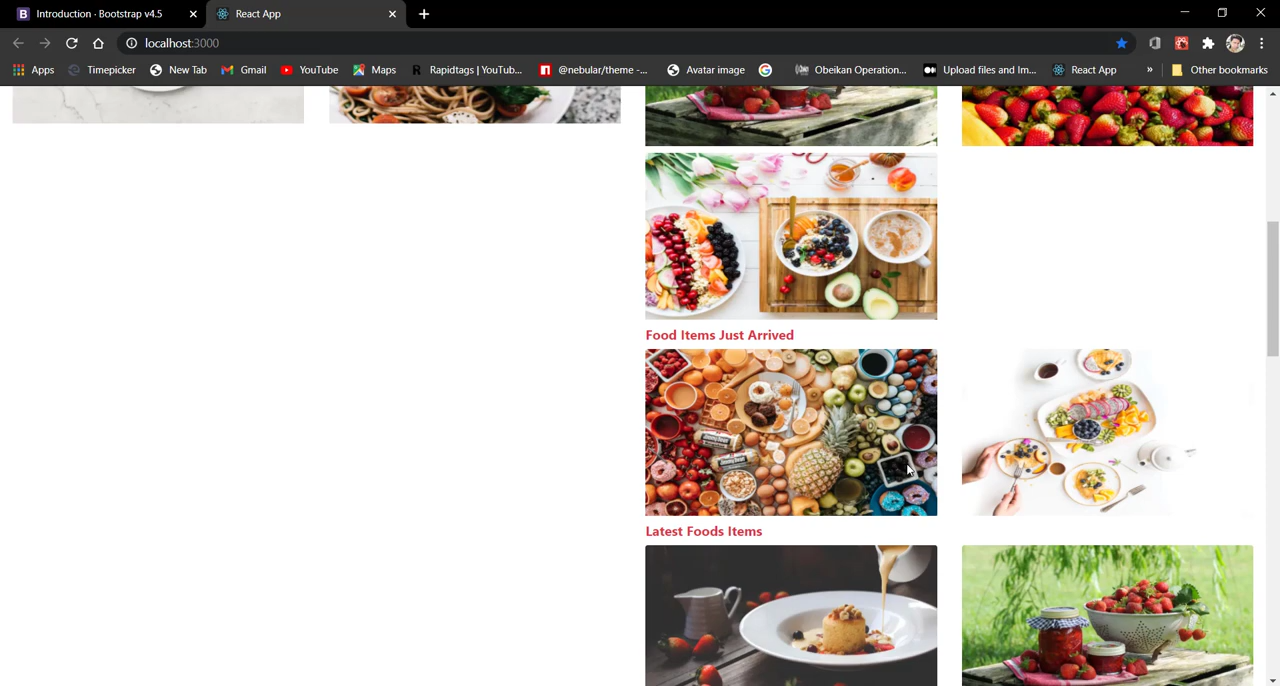 Introduction · Bootstrap v4.5
React App
localhost:3000
Apps
Timepicker
New Tab
Gmail
YouTube
Maps
Rapidtags | YouTub...
@nebular/theme -...
Avatar image
Obeikan Operation...
Upload files and Im...
React App
»
Other bookmarks
Food Items Just Arrived
Latest Foods Items